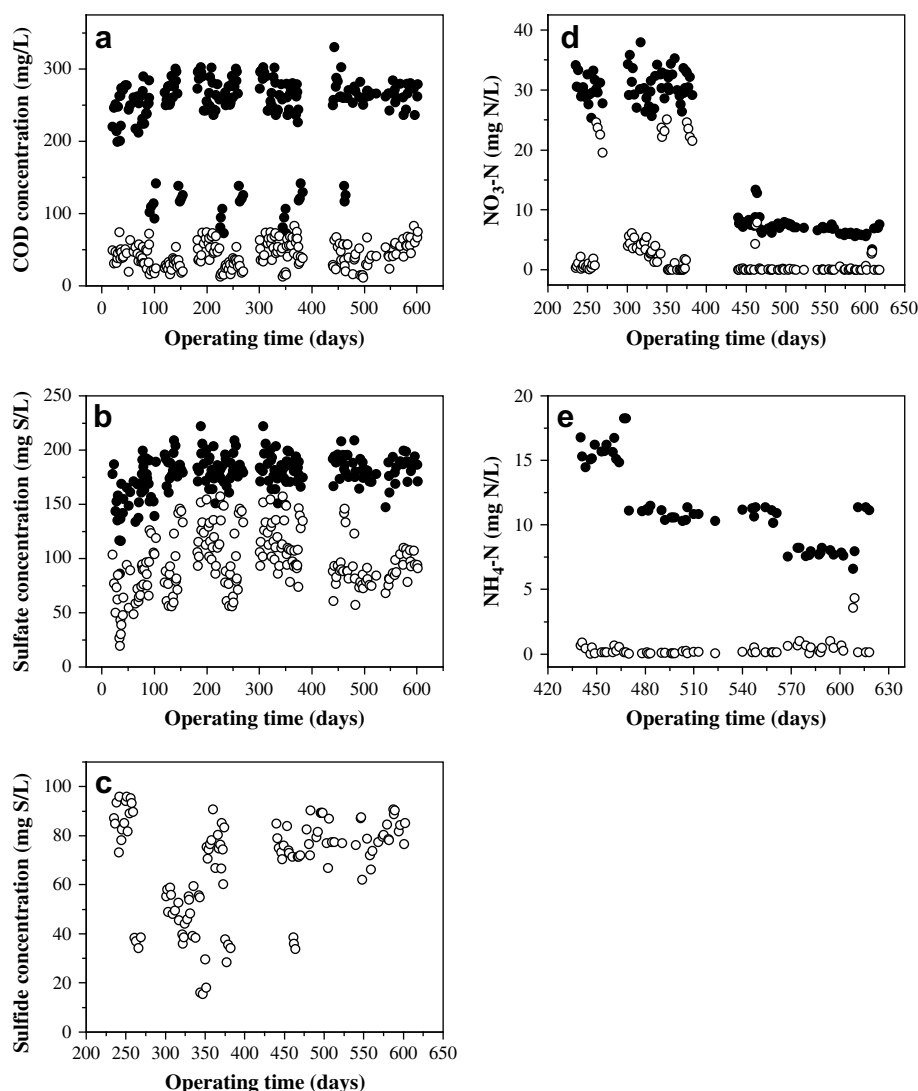 a
COD concentration (mg/L)
300
200
100
0
0 100 200 300 400 500 600
Operating time (days)
b
Sulfate concentration (mg S/L)
250
200
150
100
50
0
0 100 200 300 400 500 600
Operating time (days)
c
Sulfide concentration (mg S/L)
100
80
60
40
20
0
200 250 300 350 400 450 500 550 600 650
Operating time (days)
d
NO3-N (mg N/L)
40
30
20
10
0
200 250 300 350 400 450 500 550 600 650
Operating time (days)
e
NH4-N (mg N/L)
20
15
10
5
0
420 450 480 510 540 570 600 630
Operating time (days)